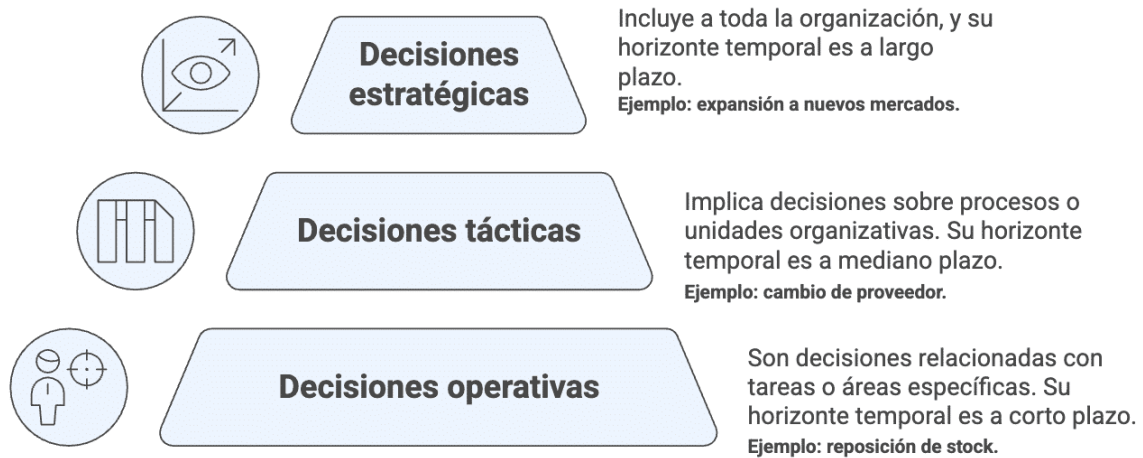 Decisiones
estratégicas
Incluye a toda la organización, y su
horizonte temporal es a largo
plazo.
Ejemplo: expansión a nuevos mercados.
Decisiones tácticas
Implica decisiones sobre procesos o
unidades organizativas. Su horizonte
temporal es a mediano plazo.
Ejemplo: cambio de proveedor.
Decisiones operativas
Son decisiones relacionadas con
tareas o áreas específicas. Su
horizonte temporal es a corto plazo.
Ejemplo: reposición de stock.